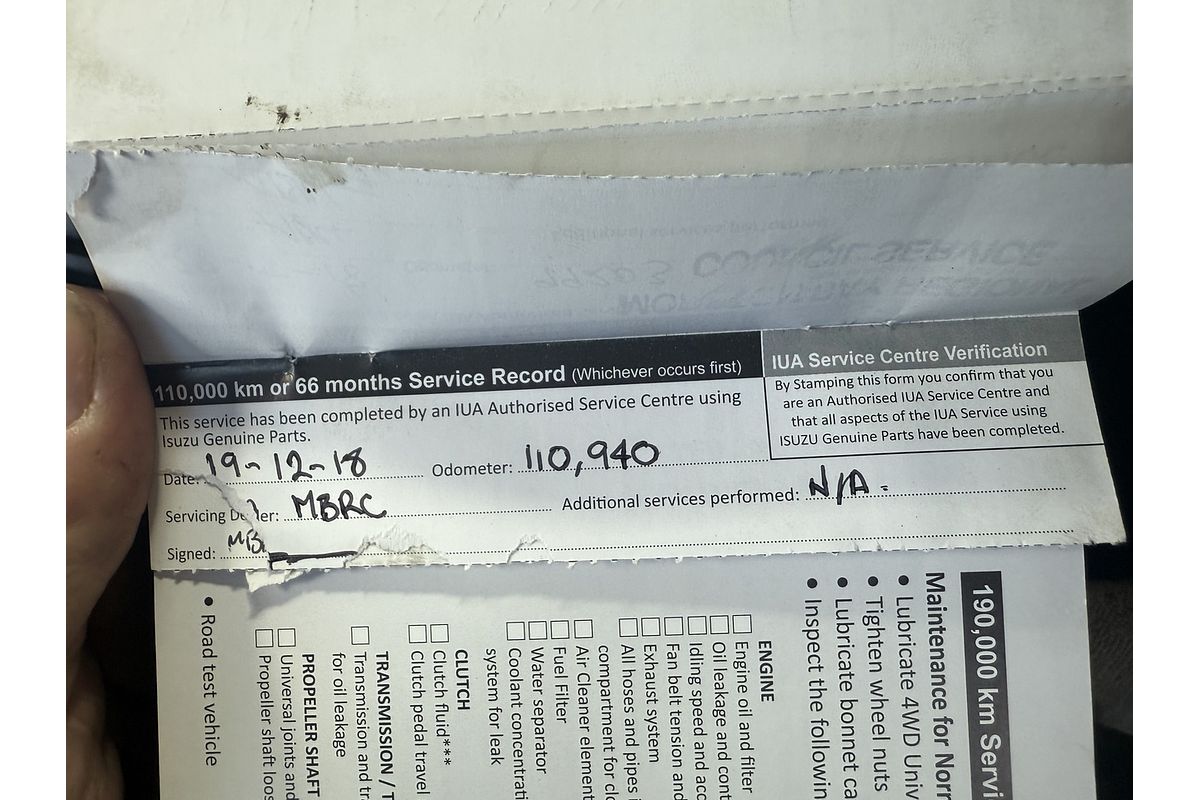 110,000 km or 66 months Service Record (Whichever occurs first)
This service has been completed by an IUA Authorised Service Centre using
Isuzu Genuine Parts.
Date: 19-12-18 Odometer: 110,940
Servicing Dealer: MBRC Additional services performed: N/A
Signed:
IUA Service Centre Verification
By Stamping this form you confirm that you
are an Authorised IUA Service Centre and
that all aspects of the IUA Service using
ISUZU Genuine Parts have been completed.
190,000 km Servi
Maintenance for Norr
• Lubricate 4WD Univ
• Tighten wheel nuts
• Lubricate bonnet ca
• Inspect the followin
ENGINE
Engine oil and filter
Oil leakage and cont
Idling speed and acc
Fan belt tension and
Exhaust system
All hoses and pipes i
compartment for clo
Air Cleaner element
Fuel Filter
Water separator
Coolant concentrati
system for leak
CLUTCH
Clutch fluid***
Clutch pedal travel
TRANSMISSION / T
Transmission and tr
for oil leakage
PROPELLER SHAFT
Universal joints and
Propeller shaft loos
• Road test vehicle